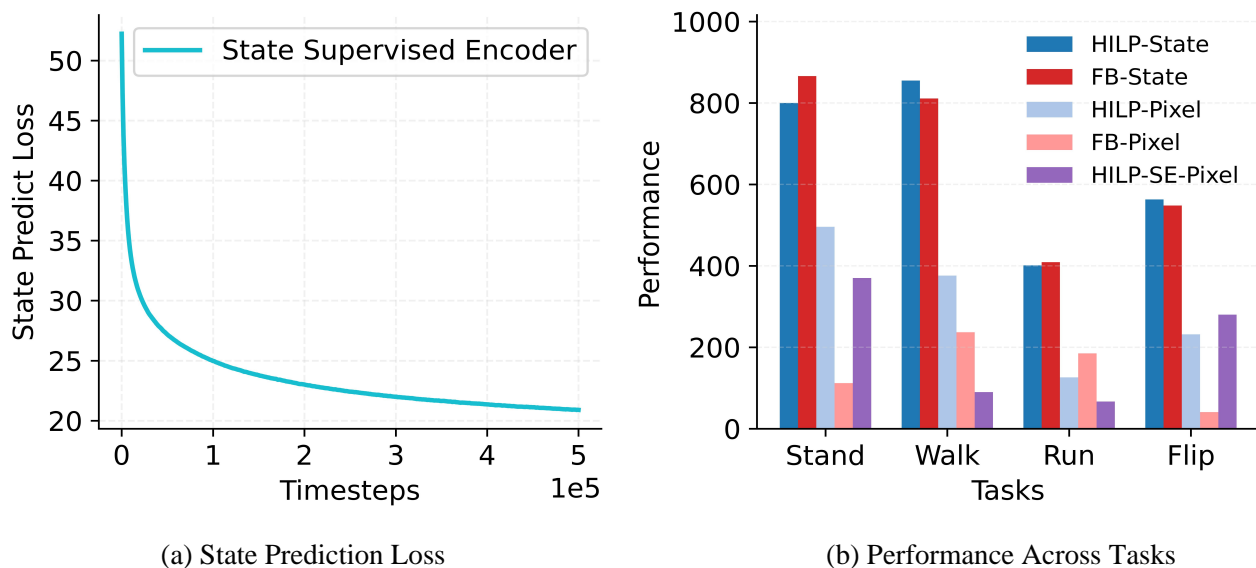 State Supervised Encoder
State Predict Loss
50
45
40
35
30
25
20
0 1 2 3 4 5
1e5
Timesteps
(a) State Prediction Loss
HILP-State
FB-State
HILP-Pixel
FB-Pixel
HILP-SE-Pixel
Performance
1000
800
600
400
200
0
Stand Walk Run Flip
Tasks
(b) Performance Across Tasks